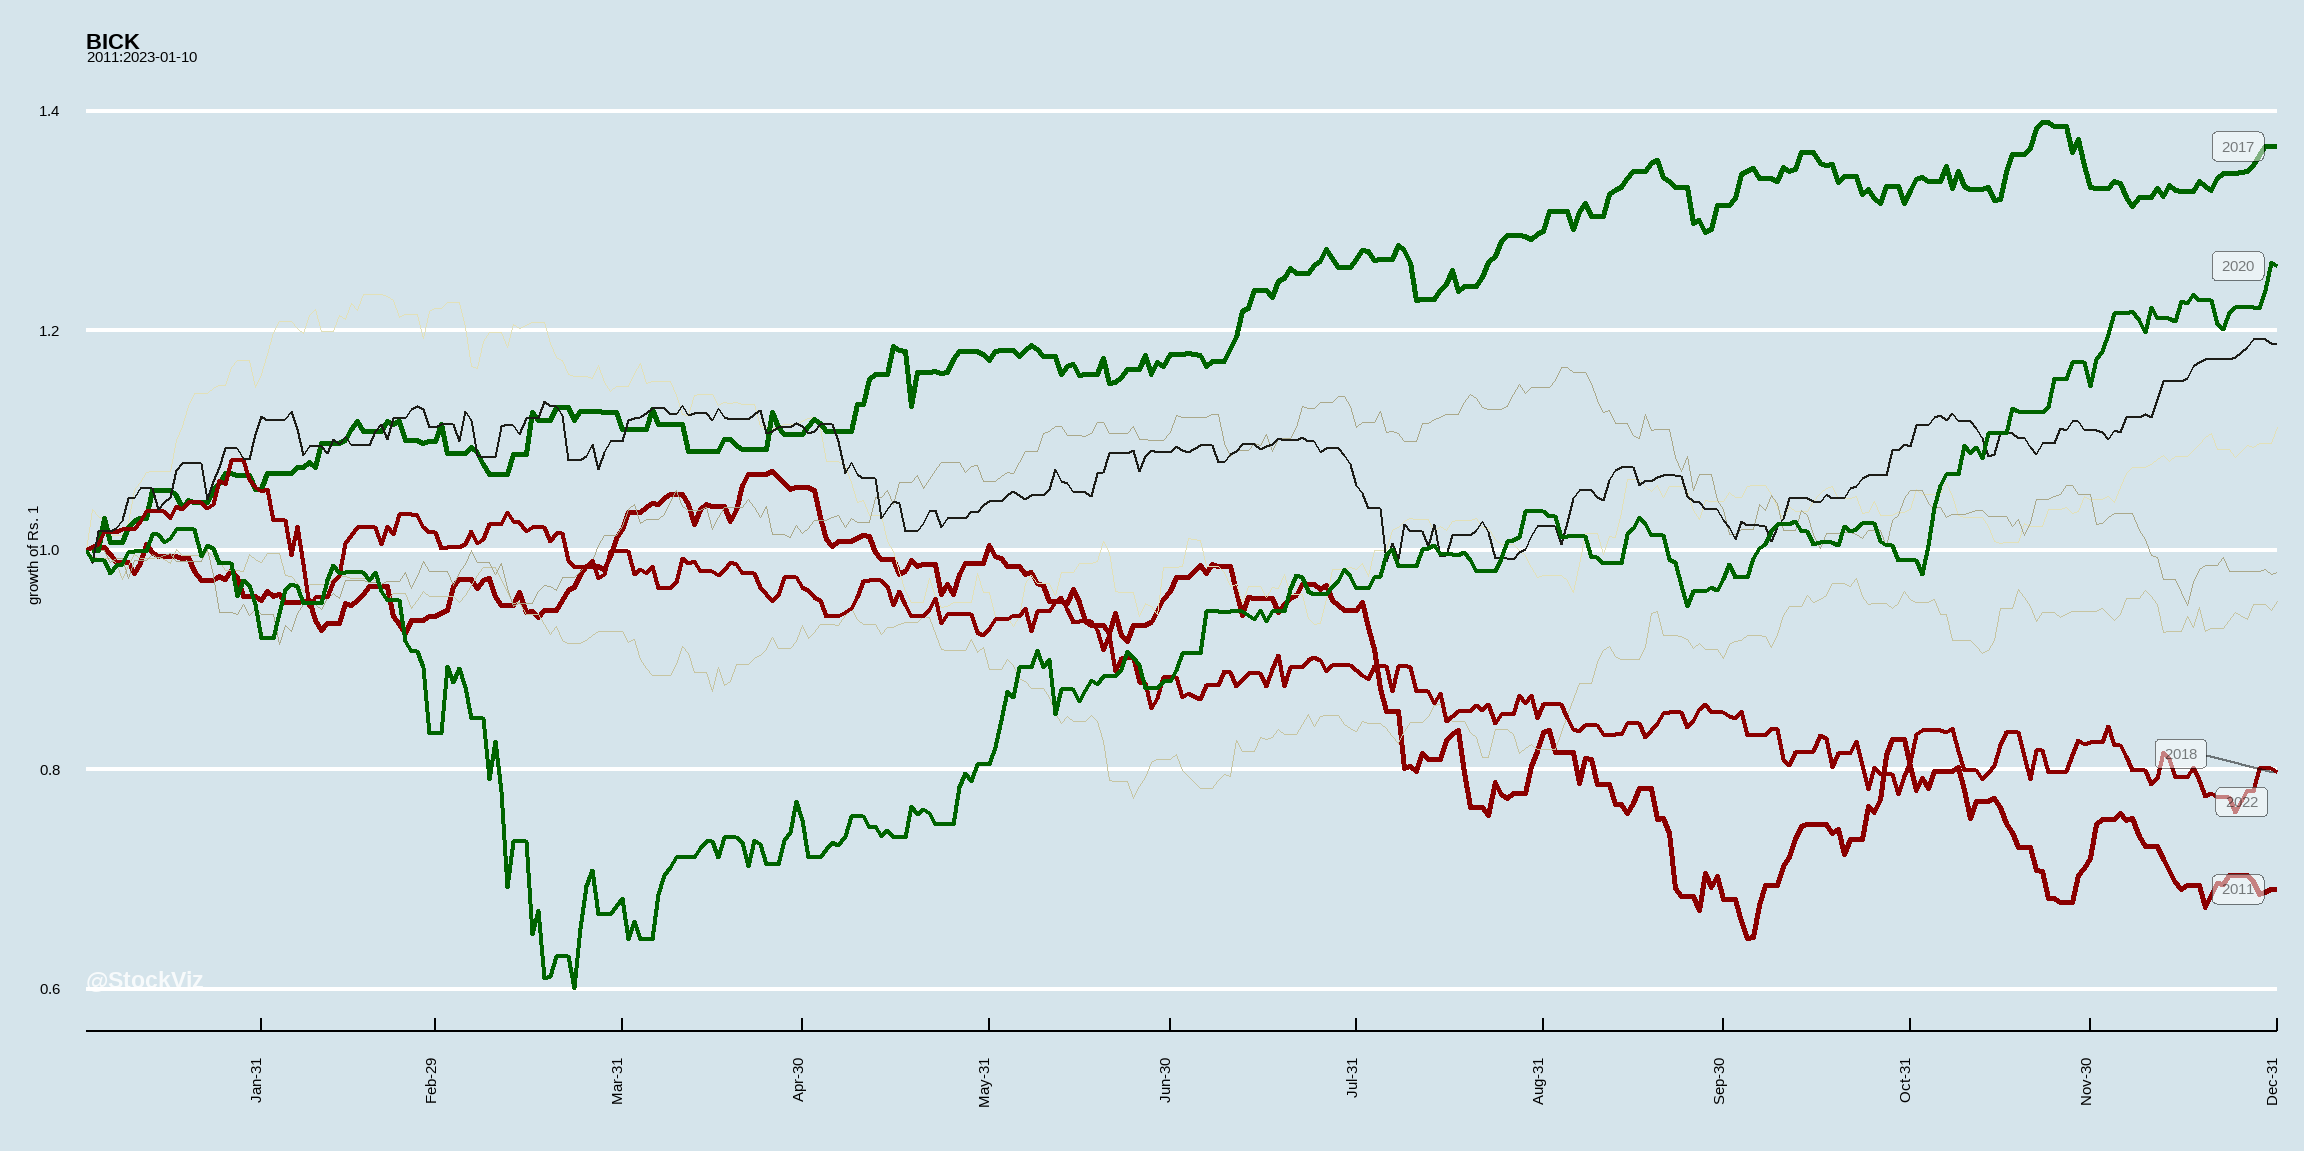 BICK
2011:2023-01-10
1.4
1.2
1.0
0.8
0.6
growth of Rs. 1
2017
2020
2018
2022
2011
@StockViz
Jan-31
Feb-29
Mar-31
Apr-30
May-31
Jun-30
Jul-31
Aug-31
Sep-30
Oct-31
Nov-30
Dec-31